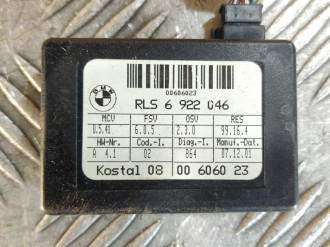 BMW
00606023
RLS 6 922 046
MCV FSV OSV RES
0.5.41 6.0.5 2.3.0 99.16.4
HW-Nr. Cod.-I. Diag.-I. Manuf.-Dat.
A 4.1 02 B64 07.12.01
Kostal 08 00 6060 23